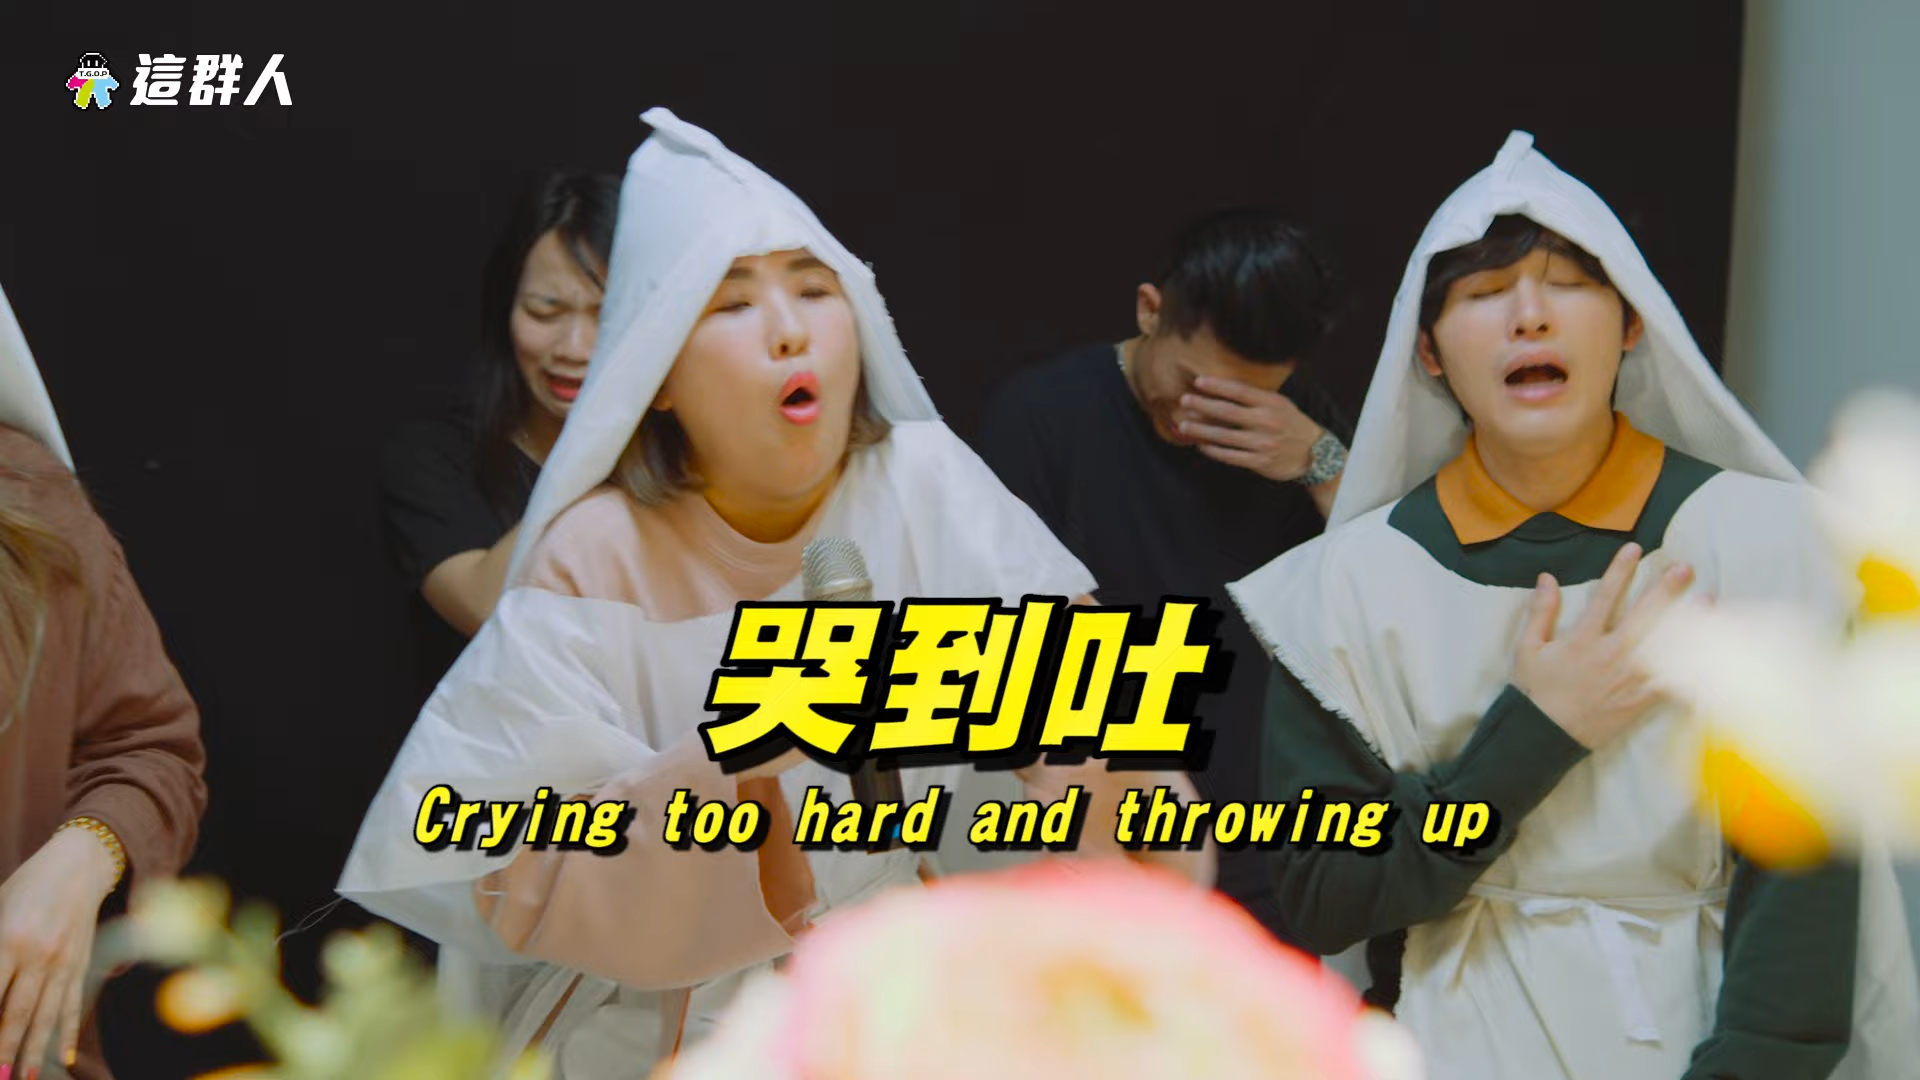 T.G.O.P
這群人
哭到吐
Crying too hard and throwing up